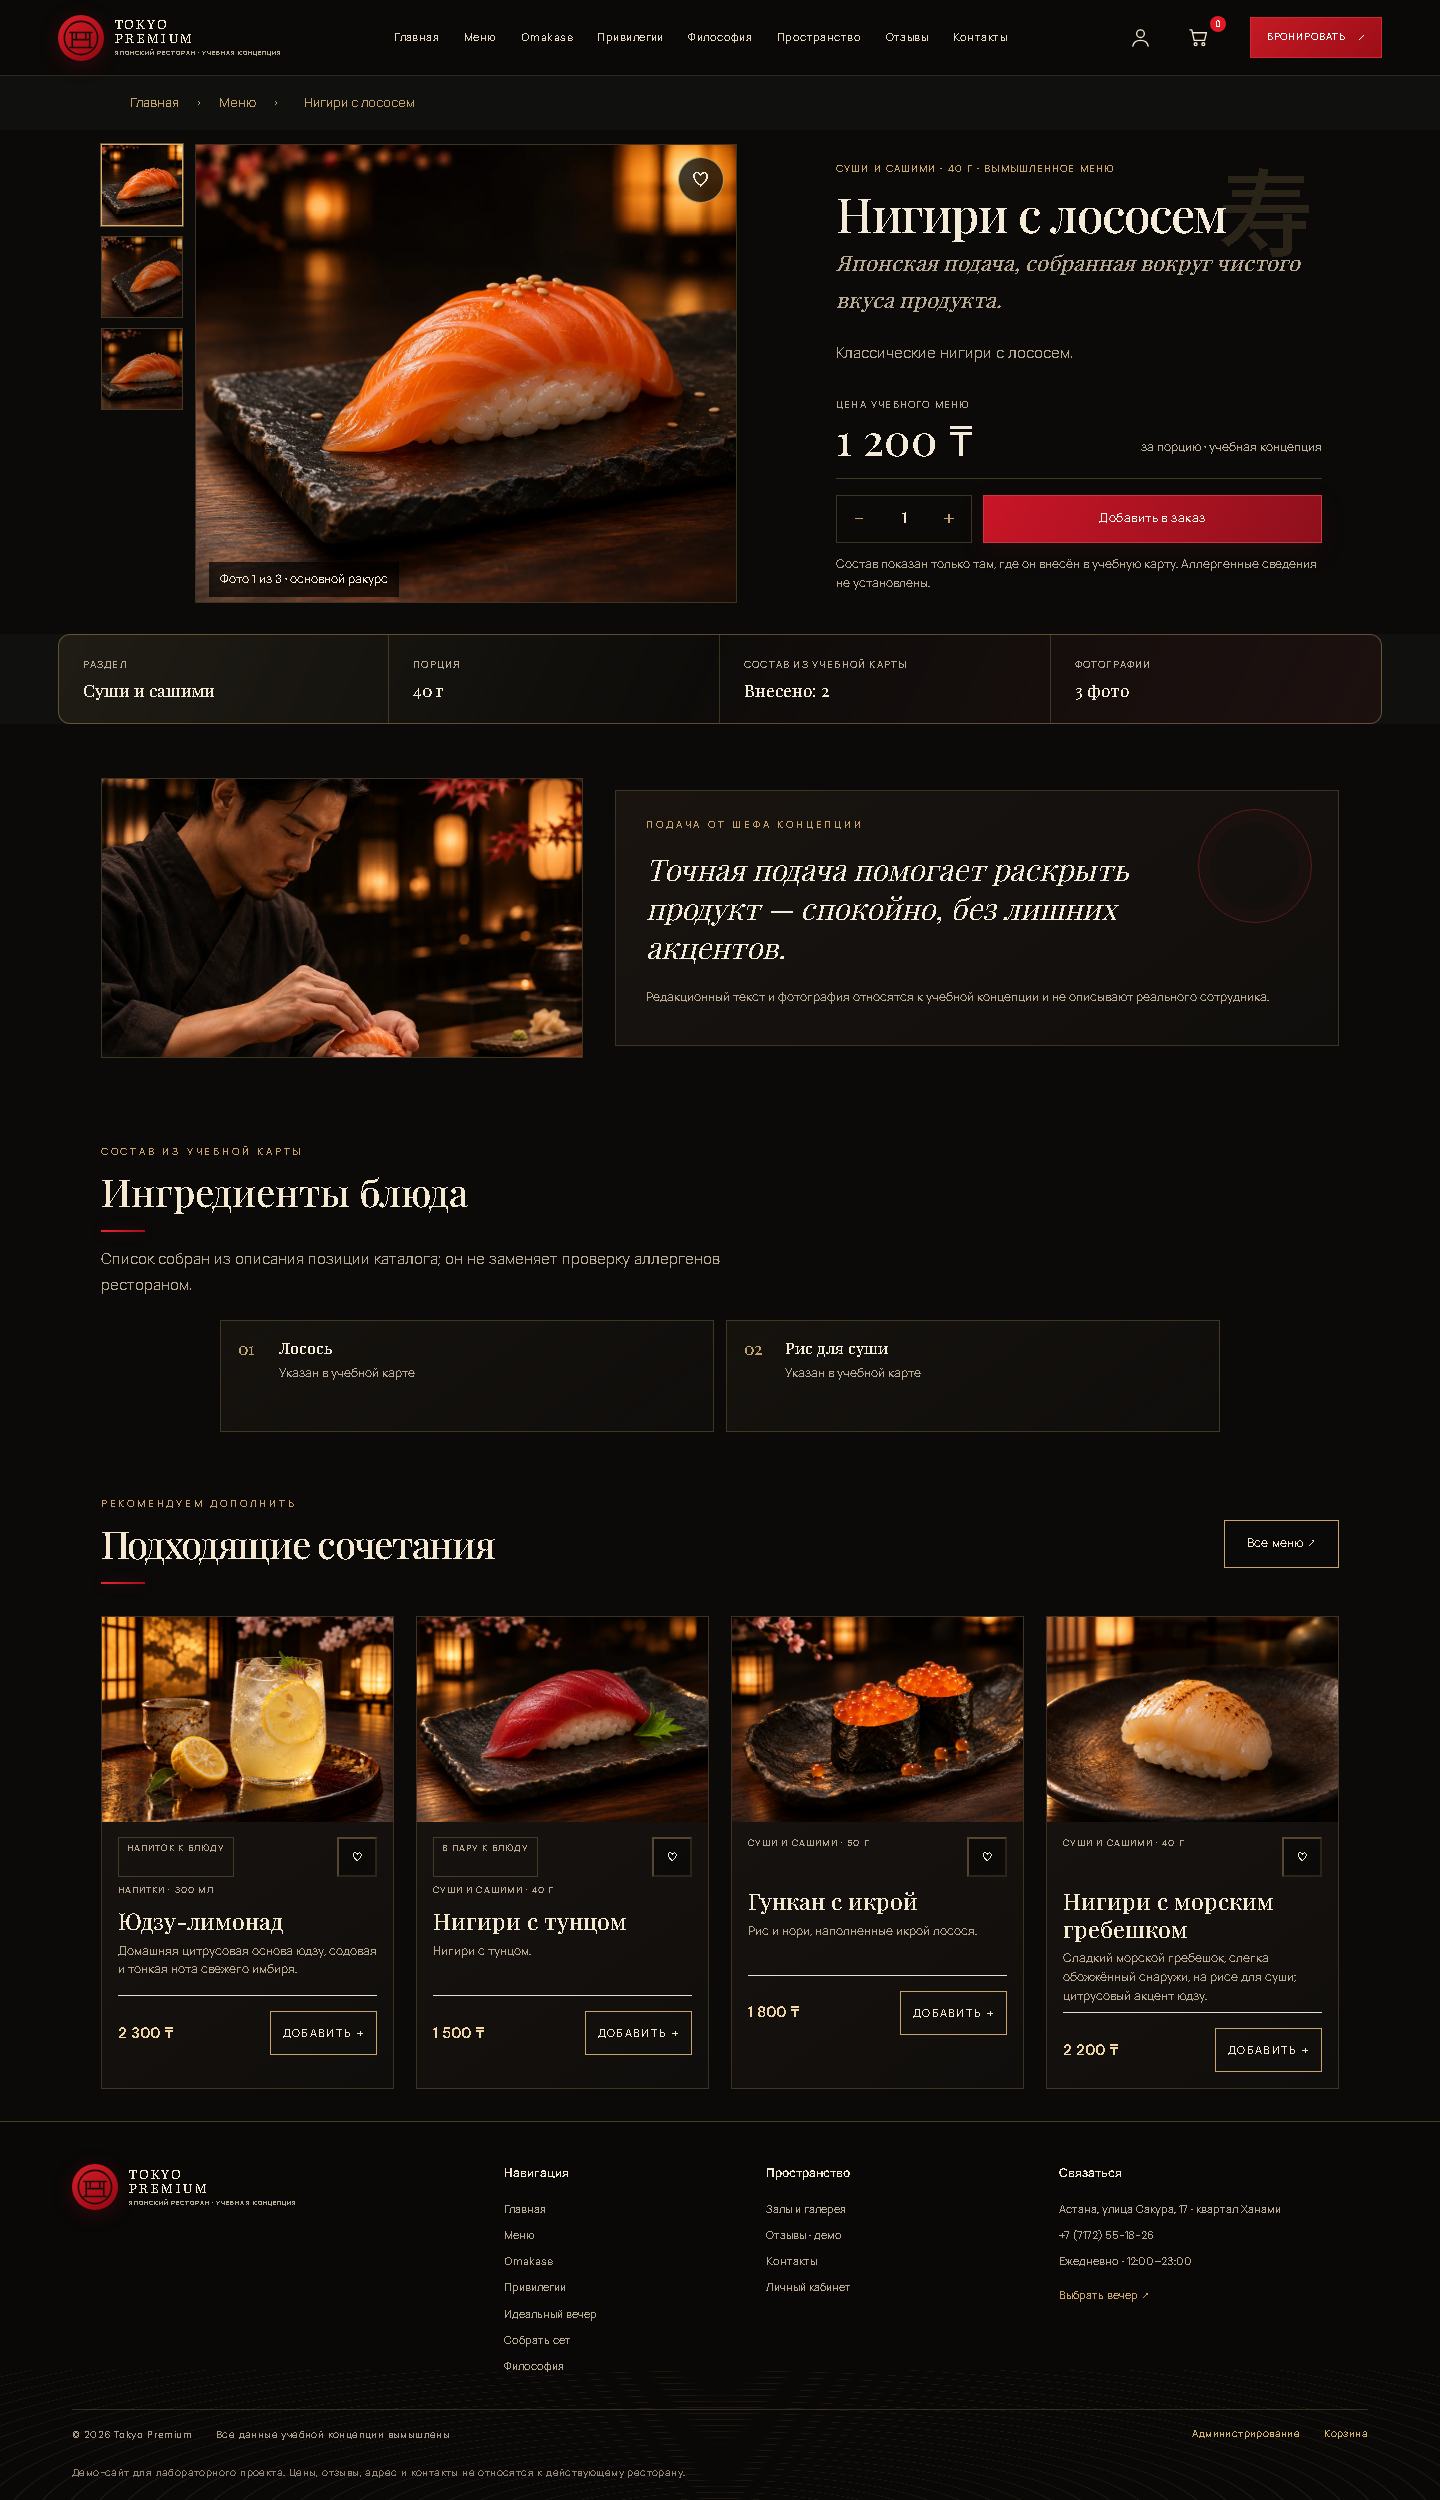 TOKYO
PREMIUM
ЯПОНСКИЙ РЕСТОРАН · УЧЕБНАЯ КОНЦЕПЦИЯ
Главная Меню Omakase Привилегии Философия Пространство Отзывы Контакты
0
БРОНИРОВАТЬ ↗
Главная › Меню › Нигири с лососем
Фото 1 из 3 · основной ракурс
СУШИ И САШИМИ · 40 Г · ВЫМЫШЛЕННОЕ МЕНЮ
寿
Нигири с лососем
Японская подача, собранная вокруг чистого
вкуса продукта.
Классические нигири с лососем.
ЦЕНА УЧЕБНОГО МЕНЮ
1 200 ₸
за порцию · учебная концепция
− 1 +
Добавить в заказ
Состав показан только там, где он внесён в учебную карту. Аллергенные сведения
не установлены.
РАЗДЕЛ
Суши и сашими
ПОРЦИЯ
40 г
СОСТАВ ИЗ УЧЕБНОЙ КАРТЫ
Внесено: 2
ФОТОГРАФИИ
3 фото
ПОДАЧА ОТ ШЕФА КОНЦЕПЦИИ
Точная подача помогает раскрыть
продукт — спокойно, без лишних
акцентов.
Редакционный текст и фотография относятся к учебной концепции и не описывают реального сотрудника.
СОСТАВ ИЗ УЧЕБНОЙ КАРТЫ
Ингредиенты блюда
Список собран из описания позиции каталога; он не заменяет проверку аллергенов
рестораном.
01 Лосось
Указан в учебной карте
02 Рис для суши
Указан в учебной карте
РЕКОМЕНДУЕМ ДОПОЛНИТЬ
Подходящие сочетания
Все меню ↗
НАПИТОК К БЛЮДУ
НАПИТКИ · 300 МЛ
Юдзу-лимонад
Домашняя цитрусовая основа юдзу, содовая
и тонкая нота свежего имбиря.
2 300 ₸
ДОБАВИТЬ +
В ПАРУ К БЛЮДУ
СУШИ И САШИМИ · 40 Г
Нигири с тунцом
Нигири с тунцом.
1 500 ₸
ДОБАВИТЬ +
СУШИ И САШИМИ · 50 Г
Гункан с икрой
Рис и нори, наполненные икрой лосося.
1 800 ₸
ДОБАВИТЬ +
СУШИ И САШИМИ · 40 Г
Нигири с морским
гребешком
Сладкий морской гребешок, слегка
обожжённый снаружи, на рисе для суши;
цитрусовый акцент юдзу.
2 200 ₸
ДОБАВИТЬ +
TOKYO
PREMIUM
ЯПОНСКИЙ РЕСТОРАН · УЧЕБНАЯ КОНЦЕПЦИЯ
Навигация
Главная
Меню
Omakase
Привилегии
Идеальный вечер
Собрать сет
Философия
Пространство
Залы и галерея
Отзывы · демо
Контакты
Личный кабинет
Связаться
Астана, улица Сакура, 17 · квартал Ханами
+7 (7172) 55-18-26
Ежедневно · 12:00–23:00
Выбрать вечер ↗
© 2026 Tokyo Premium Все данные учебной концепции вымышлены
Администрирование Корзина
Демо-сайт для лабораторного проекта. Цены, отзывы, адрес и контакты не относятся к действующему ресторану.